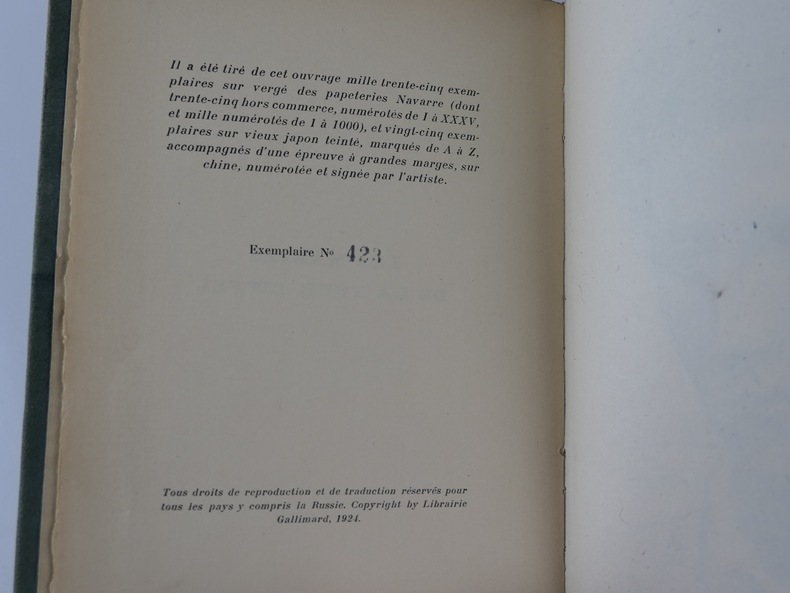 Il a été tiré de cet ouvrage mille trente-cinq exem-
plaires sur vergé des papeteries Navarre (dont
trente-cinq hors commerce, numérotés de I à XXXV,
et mille numérotés de I à 1000), et vingt-cinq exem-
plaires sur vieux japon teinté, marqués de A à Z,
accompagnés d'une épreuve à grandes marges, sur
chine, numérotée et signée par l'artiste.
Exemplaire No 423
Tous droits de reproduction et de traduction réservés pour
tous les pays y compris la Russie. Copyright by Librairie
Gallimard, 1924.